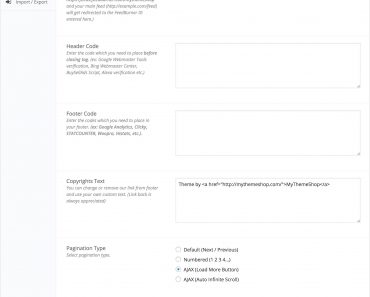 and your main feed (http://example.com/feed)
will get redirected to the FeedBurner ID
entered here.)
Import / Export
Header Code
Enter the code which you need to place before
closing tag. (ex: Google Webmaster Tools
verification, Bing Webmaster Center,
BuySellAds Script, Alexa verification etc.)
Footer Code
Enter the codes which you need to place in
your footer. (ex: Google Analytics, Clicky,
STATCOUNTER, Woopra, Histats, etc.).
Copyrights Text
You can change or remove our link from footer
and use your own custom text. (Link back is
always appreciated)
Theme by <a href="http://mythemeshop.com/">MyThemeShop</a>
Pagination Type
Select pagination type.
Default (Next / Previous)
Numbered (1 2 3 4...)
AJAX (Load More Button)
AJAX (Auto Infinite Scroll)